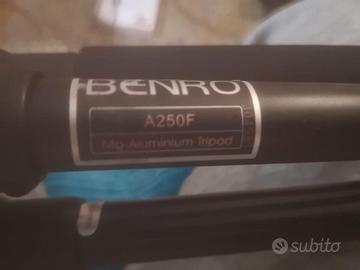 BENRO
A250F
Mg-Aluminium Tripod
subito